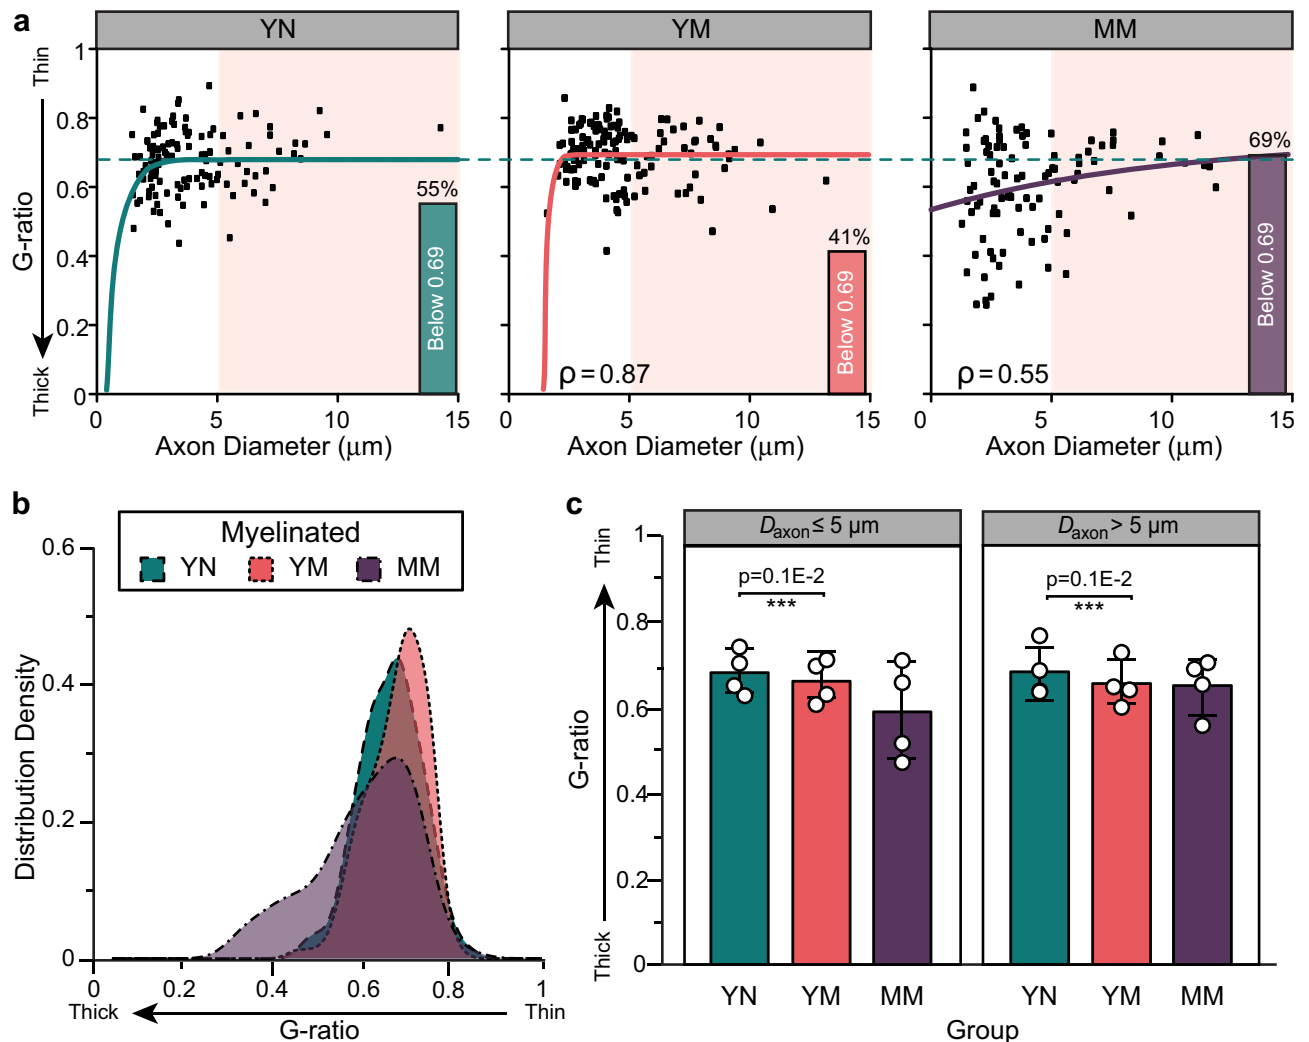 a
YN
YM
MM
1
0.8
0.6
0.4
0.2
0
Thin
G-ratio
Thick
55%
Below 0.69
41%
Below 0.69
69%
Below 0.69
ρ = 0.87
ρ = 0.55
0 5 10 15
0 5 10 15
0 5 10 15
Axon Diameter (μm)
Axon Diameter (μm)
Axon Diameter (μm)
b
Myelinated
YN YM MM
0.6
0.4
0.2
0
Distribution Density
0 0.2 0.4 0.6 0.8 1
Thick Thin
G-ratio
c
Daxon ≤ 5 μm
Daxon > 5 μm
1
0.8
0.6
0.4
0.2
0
Thin
G-ratio
Thick
p=0.1E-2
***
p=0.1E-2
***
YN YM MM
YN YM MM
Group